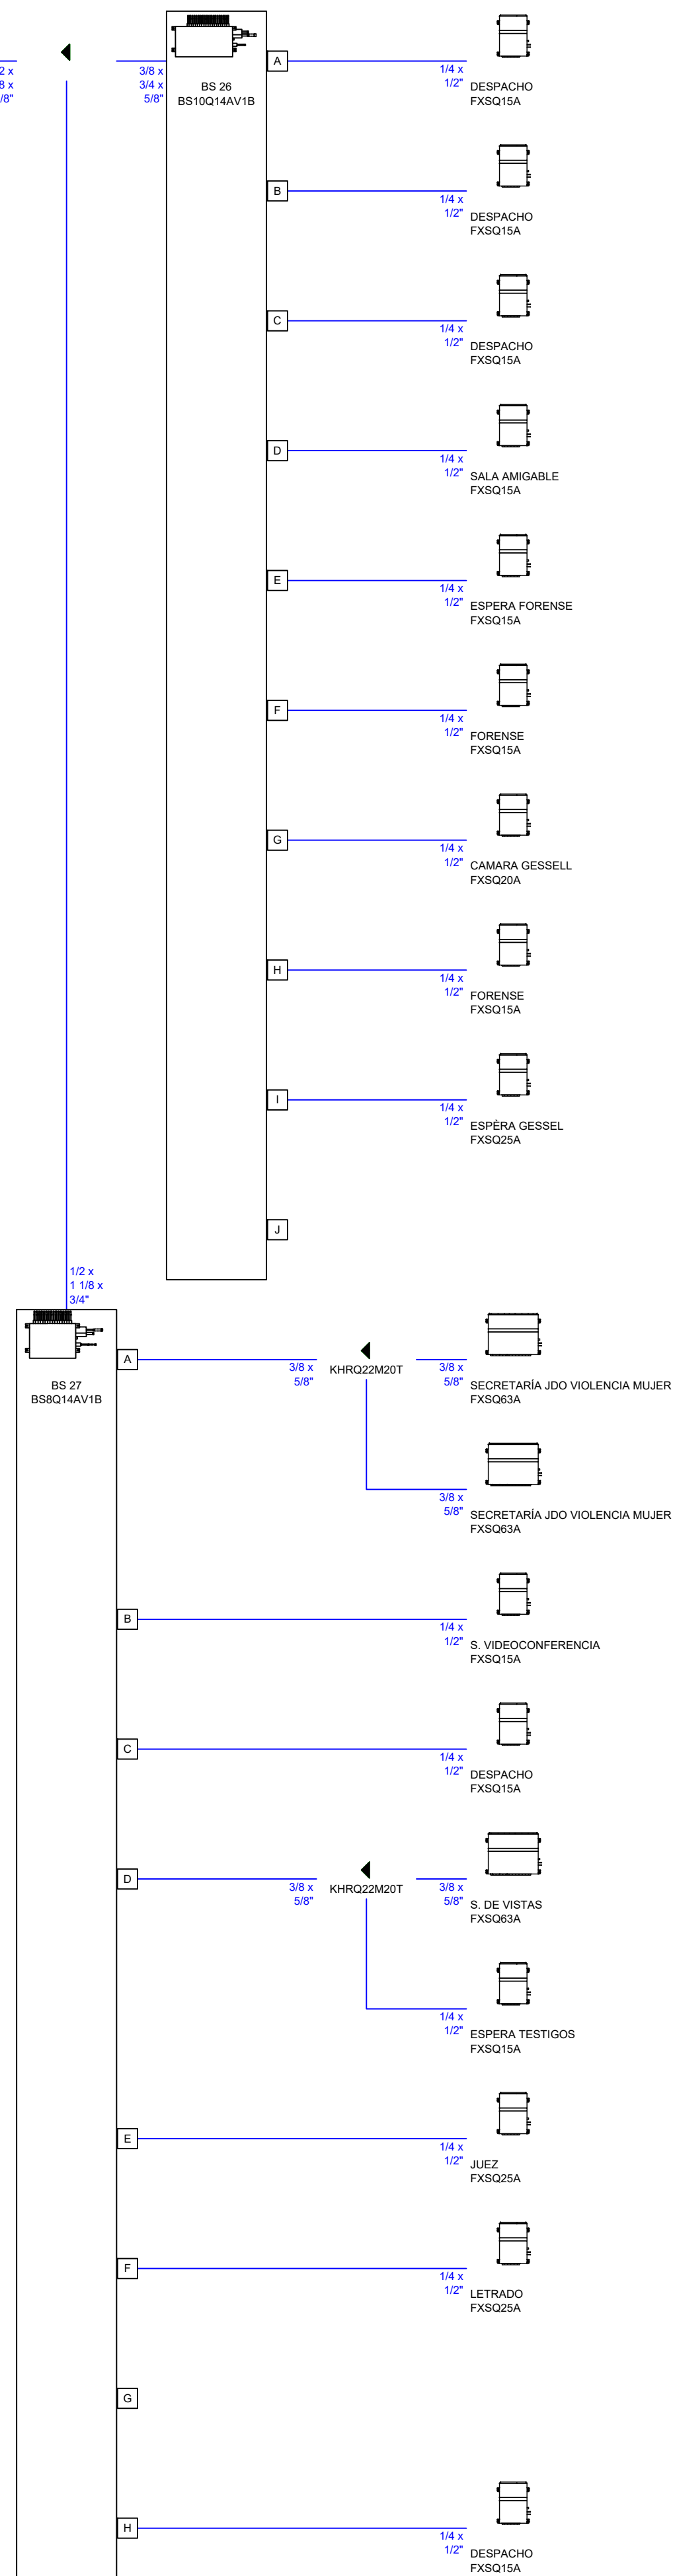 2 x
8 x
/8"
3/8 x
3/4 x
5/8"
BS 26
BS10Q14AV1B
A
1/4 x
1/2"
DESPACHO
FXSQ15A
B
1/4 x
1/2"
DESPACHO
FXSQ15A
C
1/4 x
1/2"
DESPACHO
FXSQ15A
D
1/4 x
1/2"
SALA AMIGABLE
FXSQ15A
E
1/4 x
1/2"
ESPERA FORENSE
FXSQ15A
F
1/4 x
1/2"
FORENSE
FXSQ15A
G
1/4 x
1/2"
CAMARA GESSELL
FXSQ20A
H
1/4 x
1/2"
FORENSE
FXSQ15A
I
1/4 x
1/2"
ESPÈRA GESSEL
FXSQ25A
J
1/2 x
1 1/8 x
3/4"
BS 27
BS8Q14AV1B
A
3/8 x
5/8"
KHRQ22M20T
3/8 x
5/8"
SECRETARÍA JDO VIOLENCIA MUJER
FXSQ63A
3/8 x
5/8"
SECRETARÍA JDO VIOLENCIA MUJER
FXSQ63A
B
1/4 x
1/2"
S. VIDEOCONFERENCIA
FXSQ15A
C
1/4 x
1/2"
DESPACHO
FXSQ15A
D
3/8 x
5/8"
KHRQ22M20T
3/8 x
5/8"
S. DE VISTAS
FXSQ63A
1/4 x
1/2"
ESPERA TESTIGOS
FXSQ15A
E
1/4 x
1/2"
JUEZ
FXSQ25A
F
1/4 x
1/2"
LETRADO
FXSQ25A
G
H
1/4 x
1/2"
DESPACHO
FXSQ15A